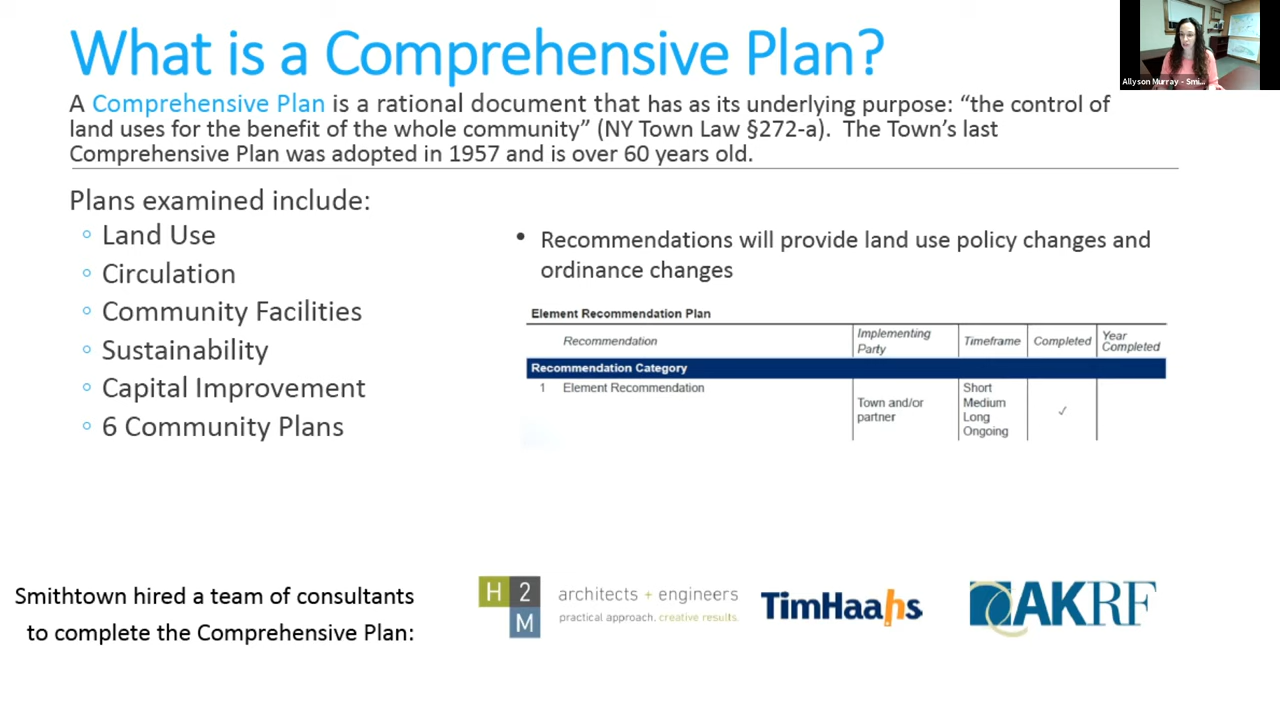 What is a Comprehensive Plan?
Allyson Murray - Smi...
A Comprehensive Plan is a rational document that has as its underlying purpose: “the control of
land uses for the benefit of the whole community” (NY Town Law §272-a). The Town’s last
Comprehensive Plan was adopted in 1957 and is over 60 years old.
Plans examined include:
Land Use
Circulation
Community Facilities
Sustainability
Capital Improvement
6 Community Plans
• Recommendations will provide land use policy changes and
ordinance changes
Element Recommendation Plan
Recommendation
Implementing
Party
Timeframe
Completed
Year
Completed
Recommendation Category
1 Element Recommendation
Town and/or
partner
Short
Medium
Long
Ongoing
✓
Smithtown hired a team of consultants
to complete the Comprehensive Plan:
H2M
architects + engineers
practical approach. creative results.
TimHaahs
AKRF